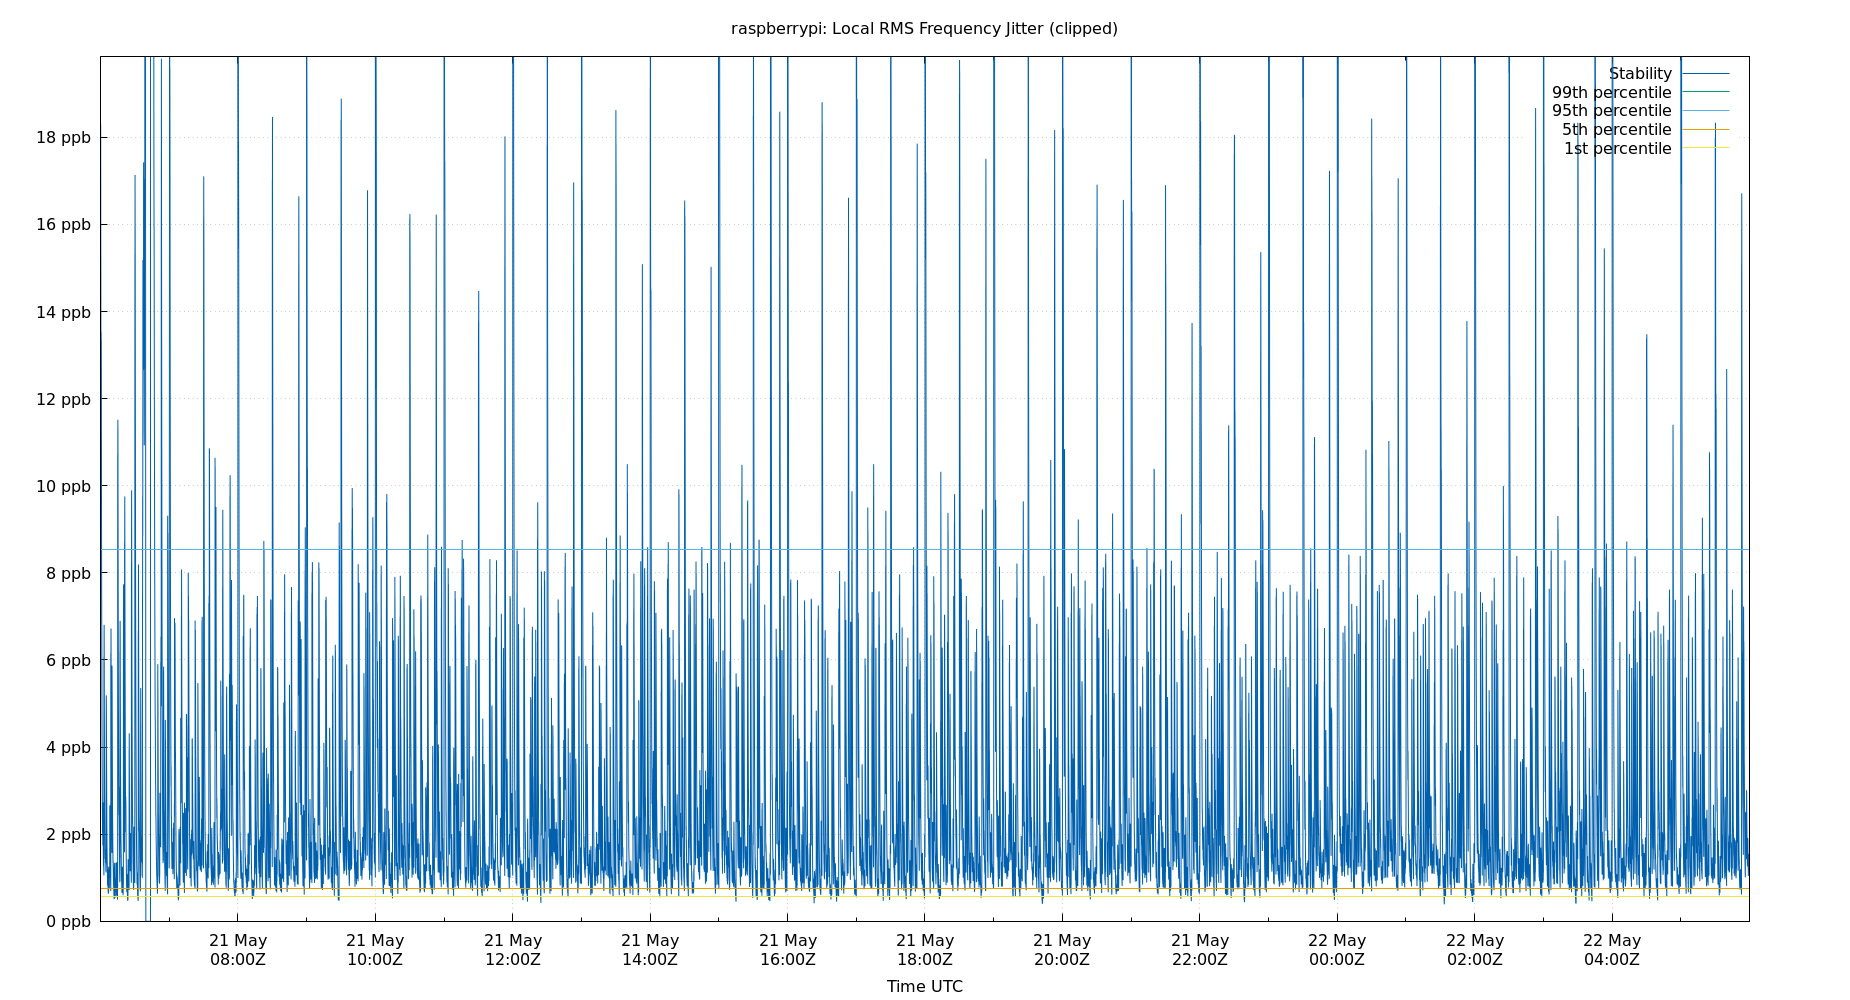 raspberrypi: Local RMS Frequency Jitter (clipped)
Stability
99th percentile
95th percentile
5th percentile
1st percentile
18 ppb
16 ppb
14 ppb
12 ppb
10 ppb
8 ppb
6 ppb
4 ppb
2 ppb
0 ppb
21 May 21 May 21 May 21 May 21 May 21 May 21 May 21 May 22 May 22 May 22 May
08:00Z 10:00Z 12:00Z 14:00Z 16:00Z 18:00Z 20:00Z 22:00Z 00:00Z 02:00Z 04:00Z
Time UTC